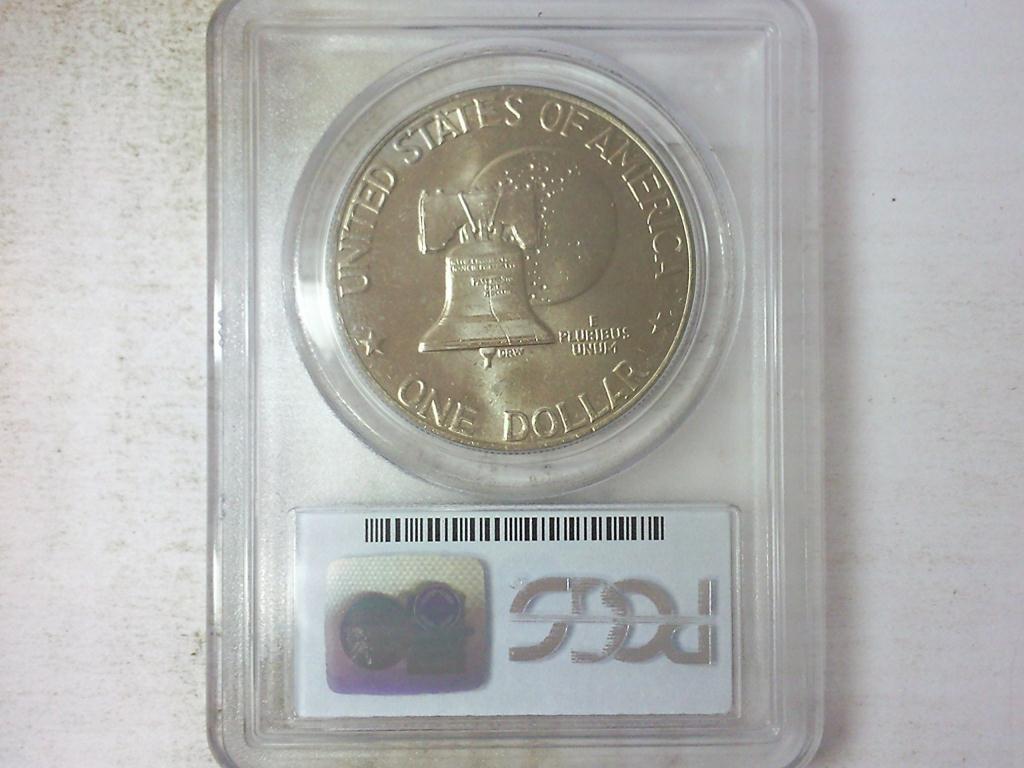 UNITED STATES OF AMERICA
E
PLURIBUS
UNUM
DRW
ONE DOLLAR
PCGS